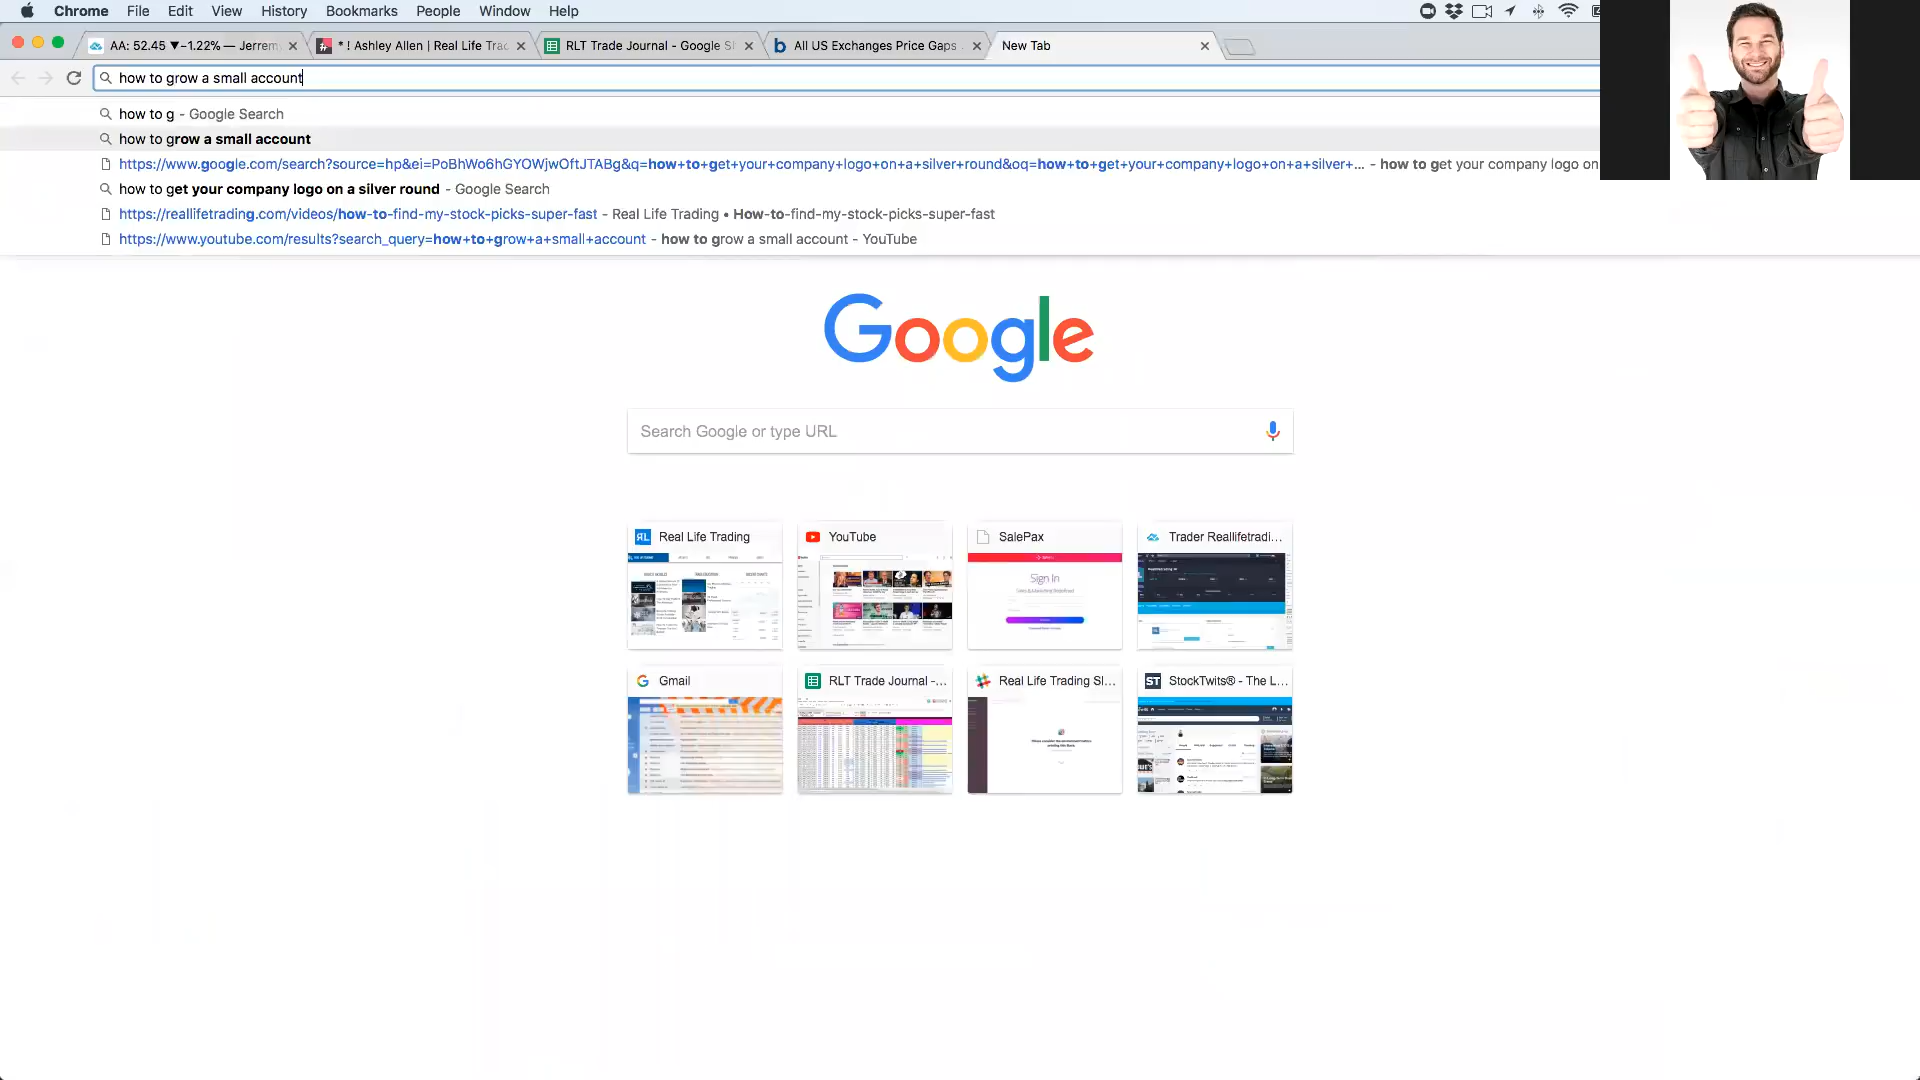 Chrome File Edit View History Bookmarks People Window Help
AA: 52.45 ▼−1.22% — Jerrem
* ! Ashley Allen | Real Life Trac
RLT Trade Journal - Google S
All US Exchanges Price Gaps
New Tab
how to grow a small account
how to g - Google Search
how to grow a small account
https://www.google.com/search?source=hp&ei=PoBhWo6hGYOWjwOftJTABg&q=how+to+get+your+company+logo+on+a+silver+round&oq=how+to+get+your+company+logo+on+a+silver+... - how to get your company logo on
how to get your company logo on a silver round - Google Search
https://reallifetrading.com/videos/how-to-find-my-stock-picks-super-fast - Real Life Trading • How-to-find-my-stock-picks-super-fast
https://www.youtube.com/results?search_query=how+to+grow+a+small+account - how to grow a small account - YouTube
Google
Search Google or type URL
Real Life Trading
YouTube
SalePax
Trader Reallifetradi...
Sign In
Gmail
RLT Trade Journal -...
Real Life Trading Sl...
StockTwits® - The L...